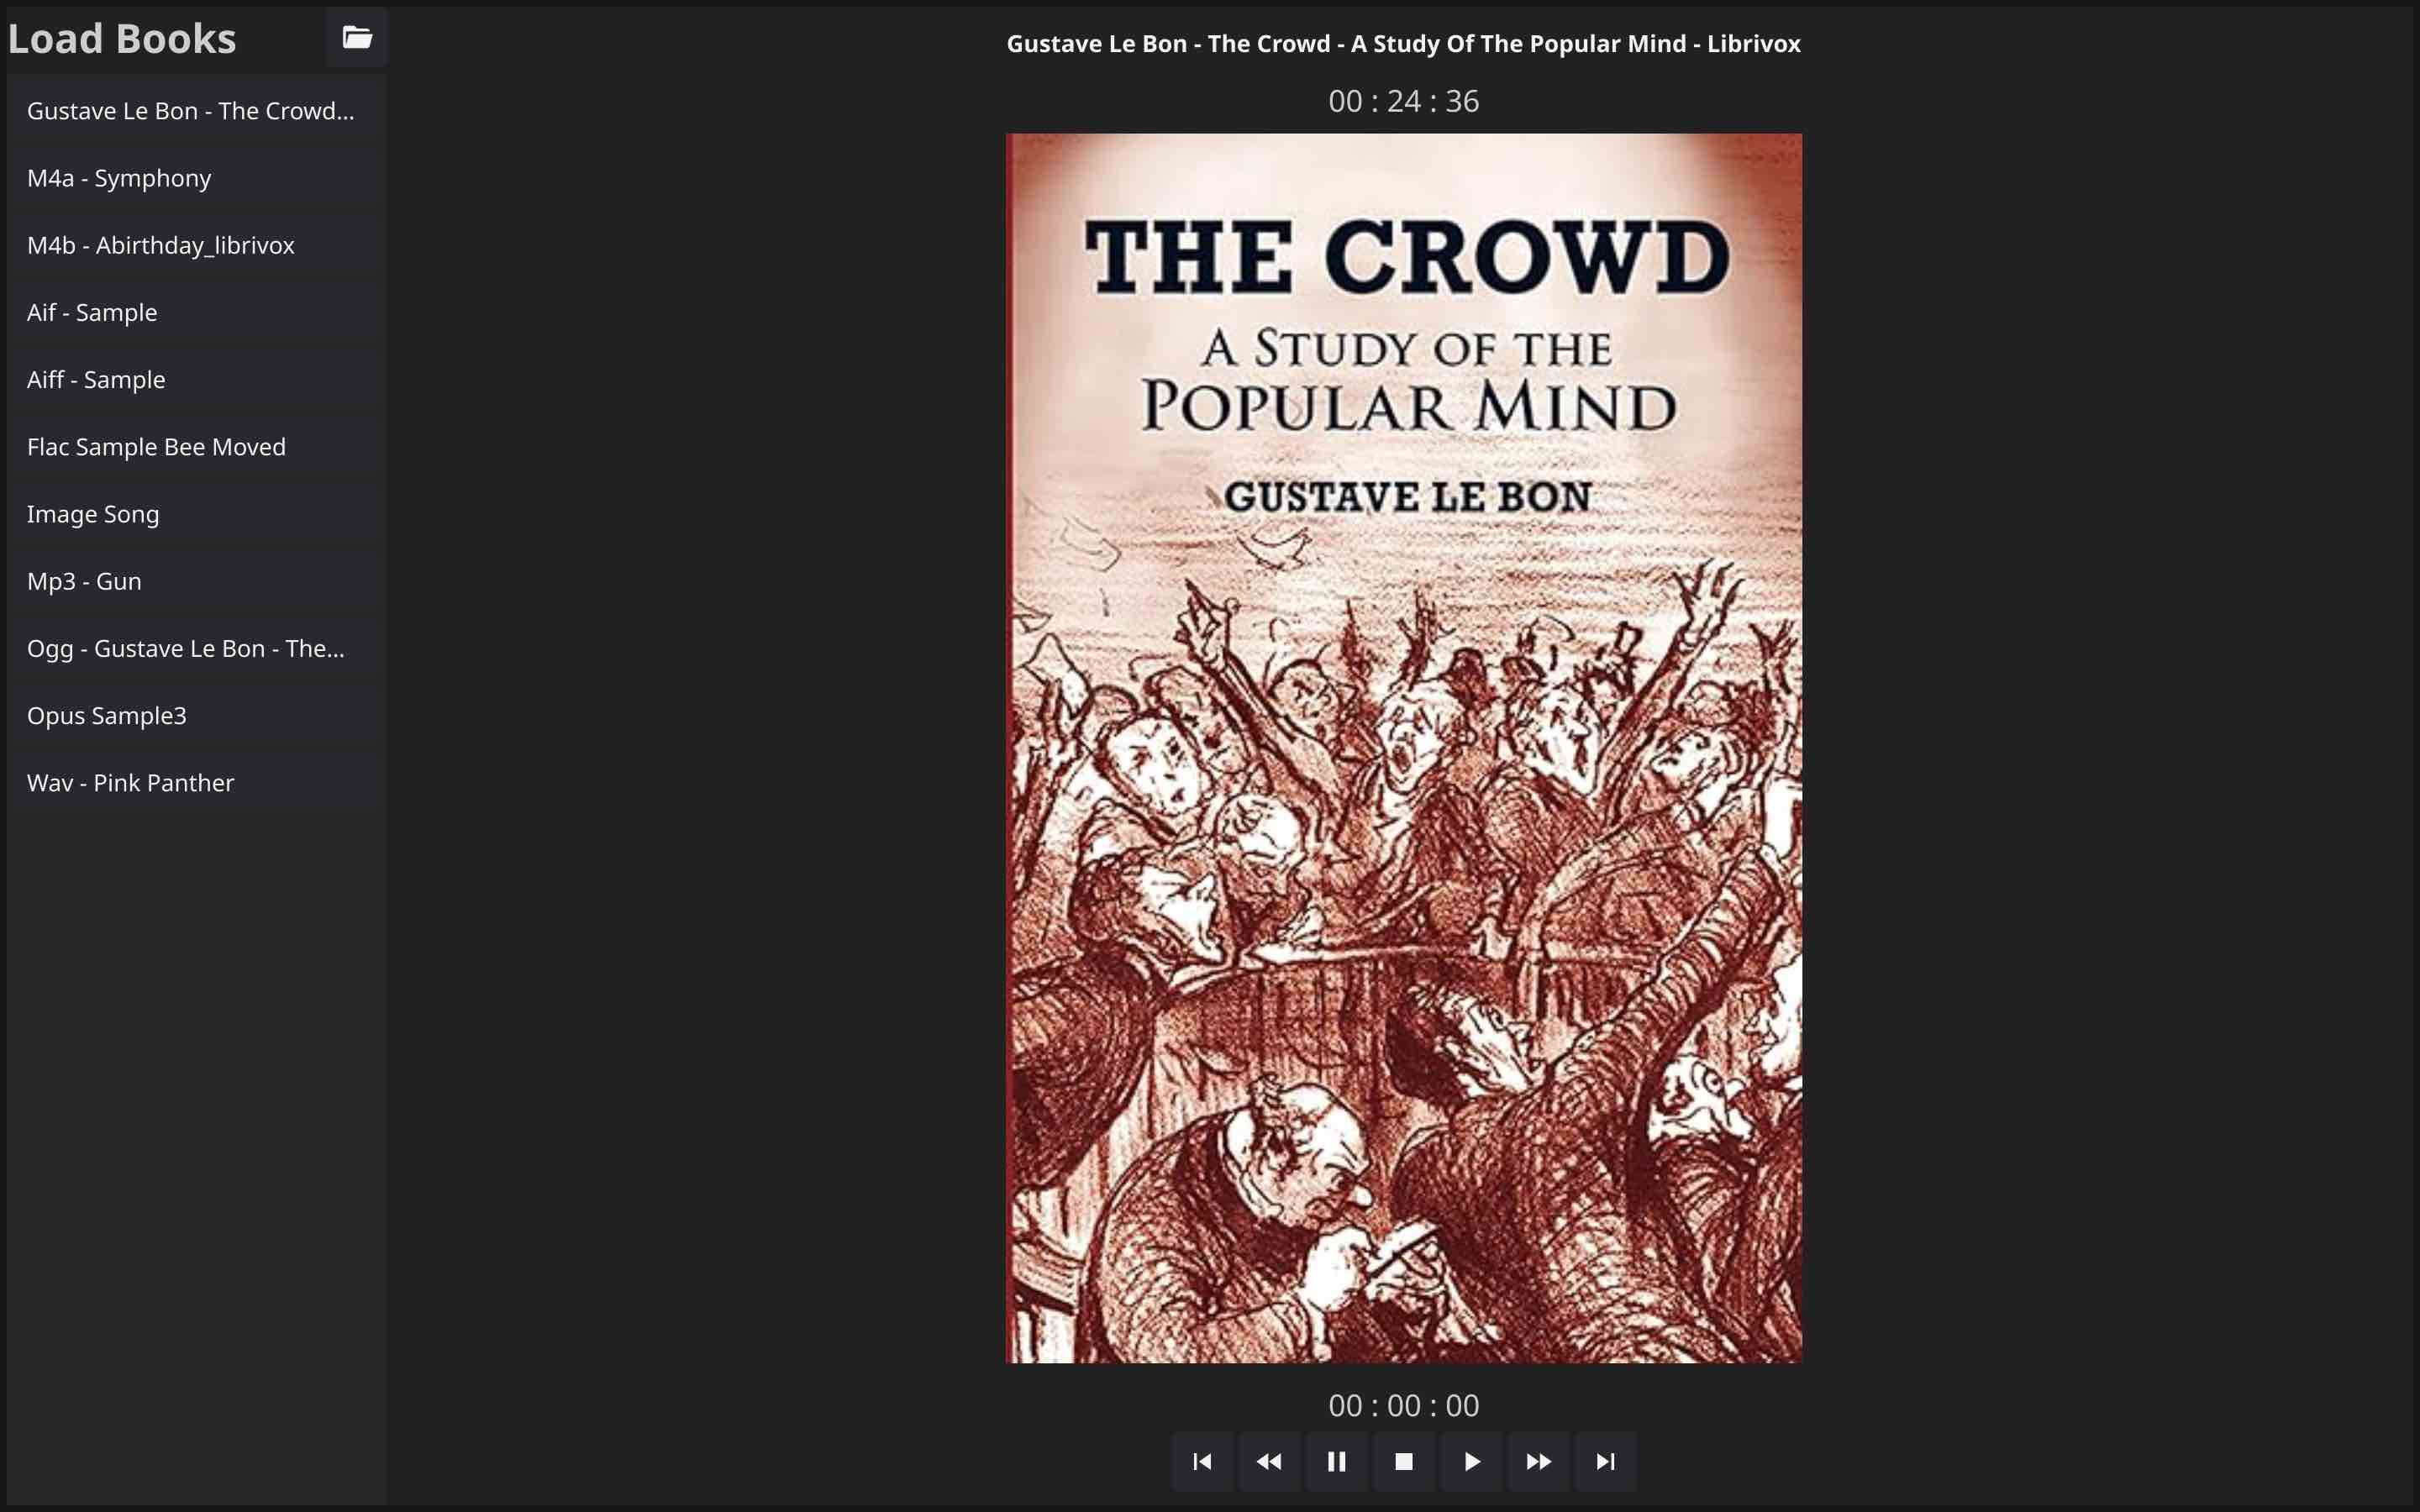 Load Books
Gustave Le Bon - The Crowd...
M4a - Symphony
M4b - Abirthday_librivox
Aif - Sample
Aiff - Sample
Flac Sample Bee Moved
Image Song
Mp3 - Gun
Ogg - Gustave Le Bon - The...
Opus Sample3
Wav - Pink Panther
Gustave Le Bon - The Crowd - A Study Of The Popular Mind - Librivox
00 : 24 : 36
THE CROWD
A STUDY OF THE
POPULAR MIND
GUSTAVE LE BON
00 : 00 : 00